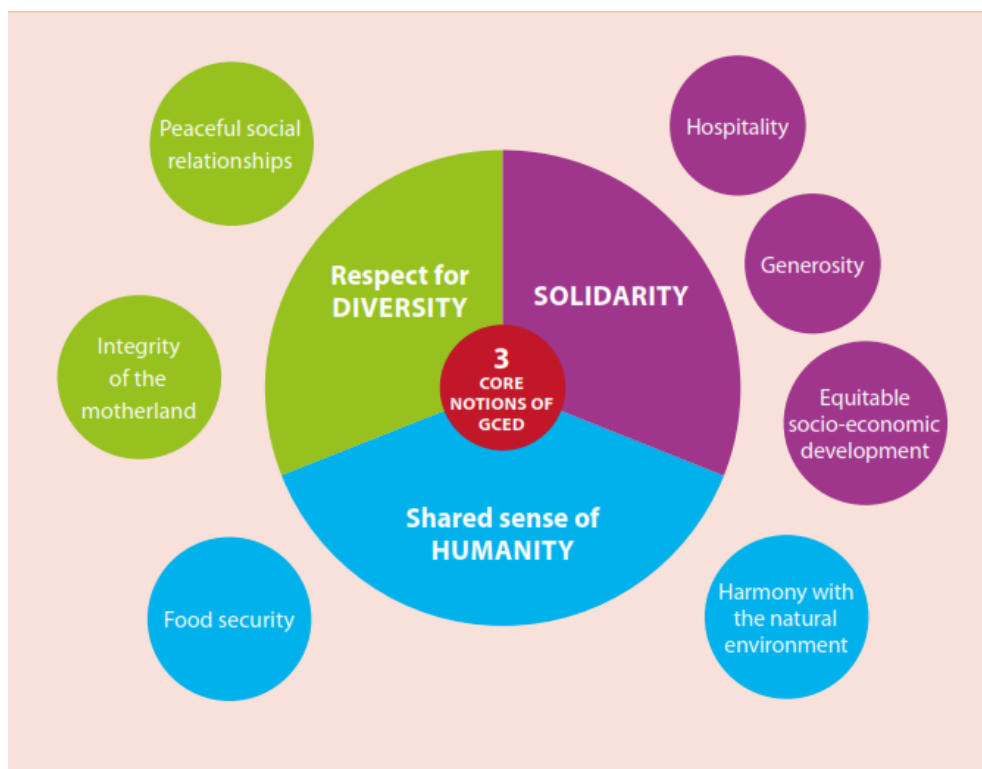 Peaceful social
relationships
Hospitality
Respect for
DIVERSITY
SOLIDARITY
Generosity
Integrity
of the
motherland
3
CORE
NOTIONS OF
GCED
Equitable
socio-economic
development
Shared sense of
HUMANITY
Food security
Harmony with
the natural
environment